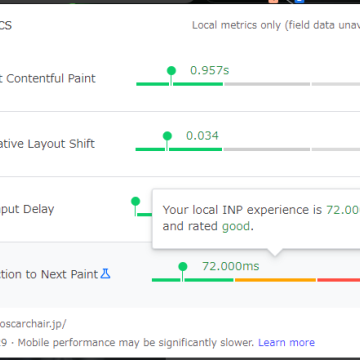 CS
Local metrics only (field data unav
t Contentful Paint
0.957s
ative Layout Shift
0.034
put Delay
Your local INP experience is 72.00
and rated good.
tion to Next Paint
72.000ms
oscarchair.jp/
9 · Mobile performance may be significantly slower. Learn more